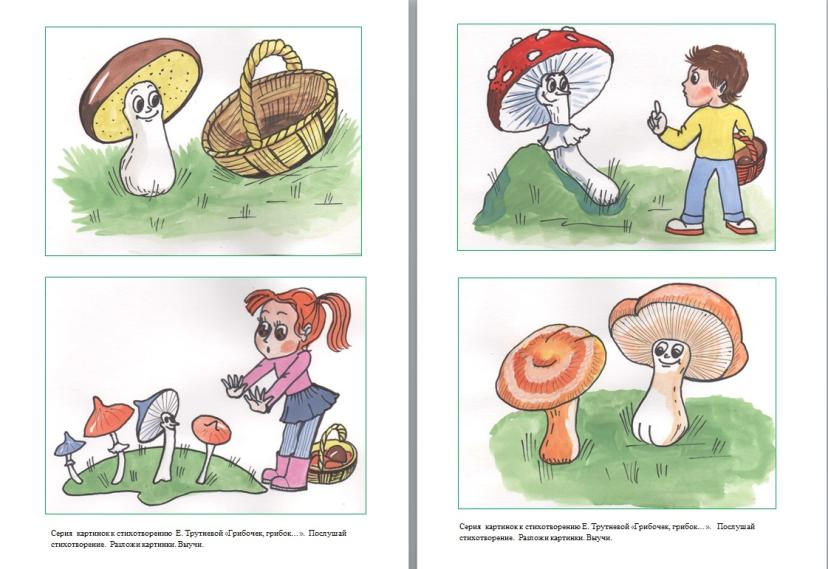 Серия картинок к стихотворению Е. Трутневой «Грибочек, грибок... ». Послушай
стихотворение. Разложи картинки. Выучи.
Серия картинок к стихотворению Е. Трутневой «Грибочек, грибок... ». Послушай
стихотворение. Разложи картинки. Выучи.